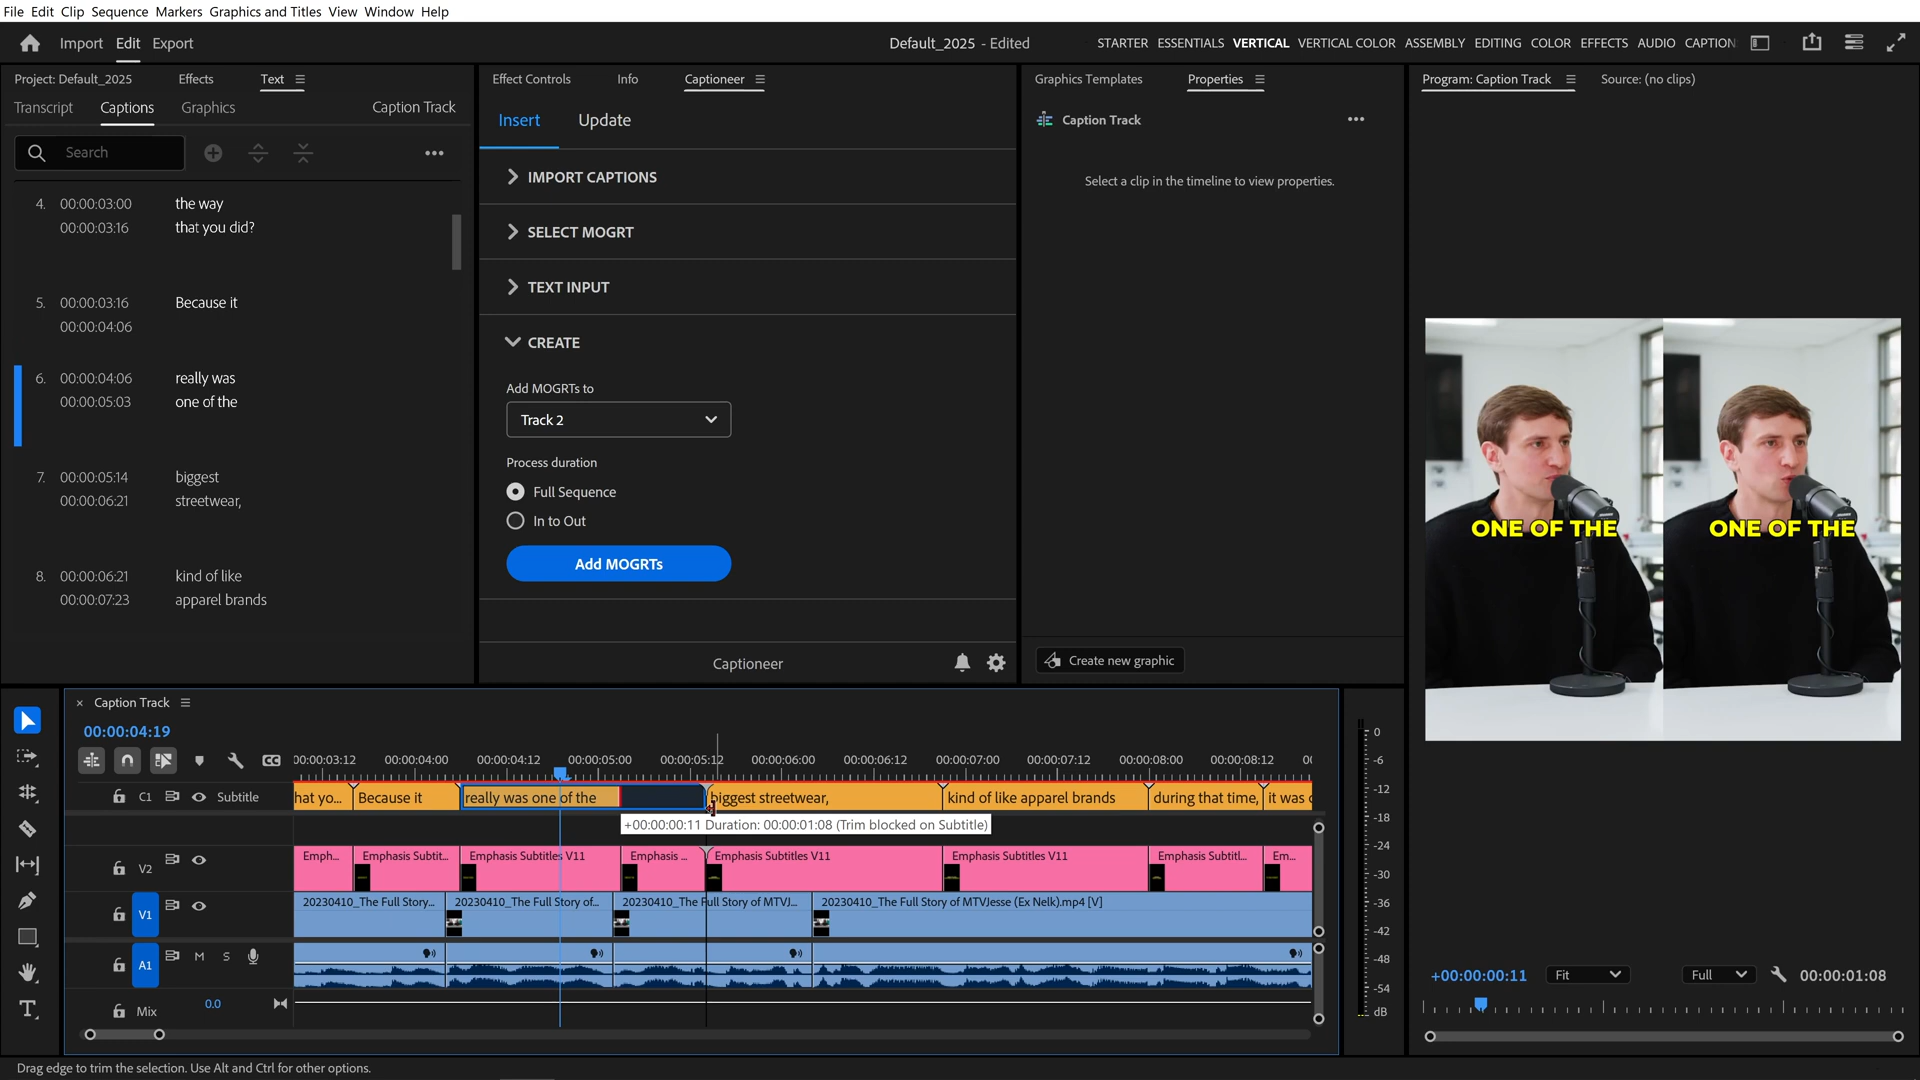 File Edit Clip Sequence Markers Graphics and Titles View Window Help
Import Edit Export
Default_2025 - Edited
STARTER ESSENTIALS VERTICAL VERTICAL COLOR ASSEMBLY EDITING COLOR EFFECTS AUDIO CAPTION
Project: Default_2025 Effects Text
Transcript Captions Graphics Caption Track
Search
4. 00:00:03:00 the way
00:00:03:16 that you did?
5. 00:00:03:16 Because it
00:00:04:06
6. 00:00:04:06 really was
00:00:05:03 one of the
7. 00:00:05:14 biggest
00:00:06:21 streetwear,
8. 00:00:06:21 kind of like
00:00:07:23 apparel brands
Effect Controls Info Captioneer
Insert Update
IMPORT CAPTIONS
SELECT MOGRT
TEXT INPUT
CREATE
Add MOGRTs to
Track 2
Process duration
Full Sequence
In to Out
Add MOGRTs
Captioneer
Graphics Templates Properties
Caption Track
Select a clip in the timeline to view properties.
Create new graphic
Program: Caption Track Source: (no clips)
ONE OF THE ONE OF THE
+00:00:00:11 Fit Full 00:00:01:08
Caption Track
00:00:04:19
CC
00:00:03:12 00:00:04:00 00:00:04:12 00:00:05:00 00:00:05:12 00:00:06:00 00:00:06:12 00:00:07:00 00:00:07:12 00:00:08:00 00:00:08:12 00
C1 Subtitle hat yo... Because it really was one of the biggest streetwear, kind of like apparel brands during that time, it was
+00:00:00:11 Duration: 00:00:01:08 (Trim blocked on Subtitle)
V2 Emph... Emphasis Subtit... Emphasis Subtitles V11 Emphasis ... Emphasis Subtitles V11 Emphasis Subtitles V11 Emphasis Subtitl... Em...
V1 20230410_The Full Story... 20230410_The Full Story of... 20230410_The Full Story of MTVJ... 20230410_The Full Story of MTVJesse (Ex Nelk).mp4 [V]
A1 M S
Mix 0.0
0
-6
-12
-18
-24
-30
-36
-42
-48
-54
dB
Drag edge to trim the selection. Use Alt and Ctrl for other options.